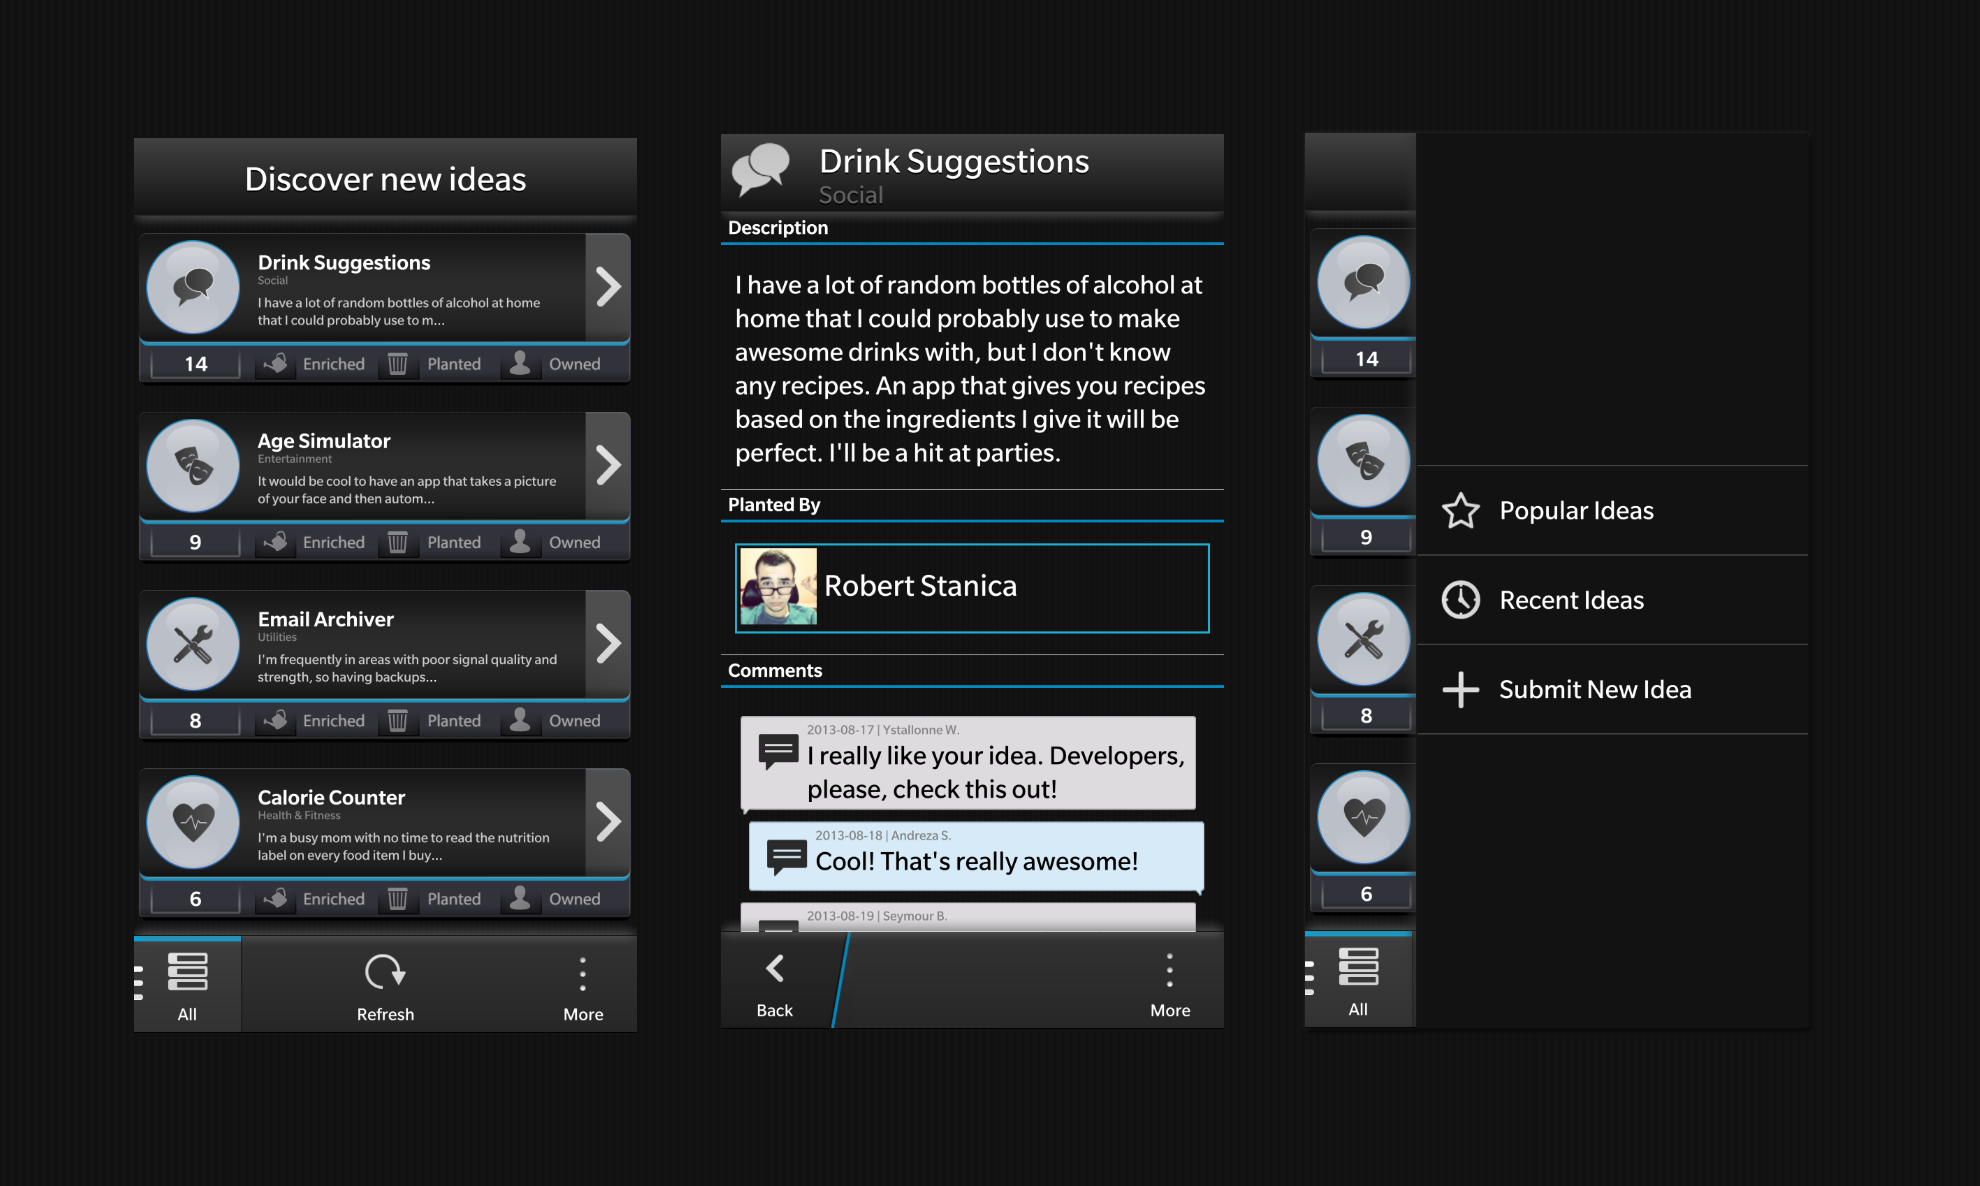 Discover new ideas
Drink Suggestions
Social
I have a lot of random bottles of alcohol at home
that I could probably use to m...
14 Enriched Planted Owned
Age Simulator
Entertainment
It would be cool to have an app that takes a picture
of your face and then autom...
9 Enriched Planted Owned
Email Archiver
Utilities
I'm frequently in areas with poor signal quality and
strength, so having backups...
8 Enriched Planted Owned
Calorie Counter
Health & Fitness
I'm a busy mom with no time to read the nutrition
label on every food item I buy...
6 Enriched Planted Owned
All Refresh More
Drink Suggestions
Social
Description
I have a lot of random bottles of alcohol at
home that I could probably use to make
awesome drinks with, but I don't know
any recipes. An app that gives you recipes
based on the ingredients I give it will be
perfect. I'll be a hit at parties.
Planted By
Robert Stanica
Comments
2013-08-17 | Ystallonne W.
I really like your idea. Developers,
please, check this out!
2013-08-18 | Andreza S.
Cool! That's really awesome!
2013-08-19 | Seymour B.
Back More
14
9
8
6
All
Popular Ideas
Recent Ideas
Submit New Idea